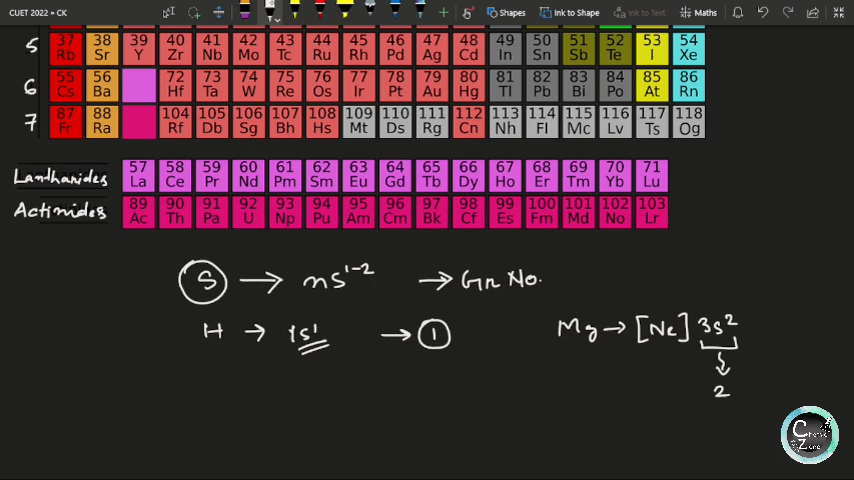 CUET 2022 > CK
Shapes
Ink to Shape
Ink to Text
Maths
5 37 Rb 38 Sr 39 Y 40 Zr 41 Nb 42 Mo 43 Tc 44 Ru 45 Rh 46 Pd 47 Ag 48 Cd 49 In 50 Sn 51 Sb 52 Te 53 I 54 Xe
6 55 Cs 56 Ba 72 Hf 73 Ta 74 W 75 Re 76 Os 77 Ir 78 Pt 79 Au 80 Hg 81 Tl 82 Pb 83 Bi 84 Po 85 At 86 Rn
7 87 Fr 88 Ra 104 Rf 105 Db 106 Sg 107 Bh 108 Hs 109 Mt 110 Ds 111 Rg 112 Cn 113 Nh 114 Fl 115 Mc 116 Lv 117 Ts 118 Og
Lanthanides 57 La 58 Ce 59 Pr 60 Nd 61 Pm 62 Sm 63 Eu 64 Gd 65 Tb 66 Dy 67 Ho 68 Er 69 Tm 70 Yb 71 Lu
Actinides 89 Ac 90 Th 91 Pa 92 U 93 Np 94 Pu 95 Am 96 Cm 97 Bk 98 Cf 99 Es 100 Fm 101 Md 102 No 103 Lr
S → ns¹⁻² → Gr No.
H → 1s¹ → 1 Mg → [Ne] 3s²
2